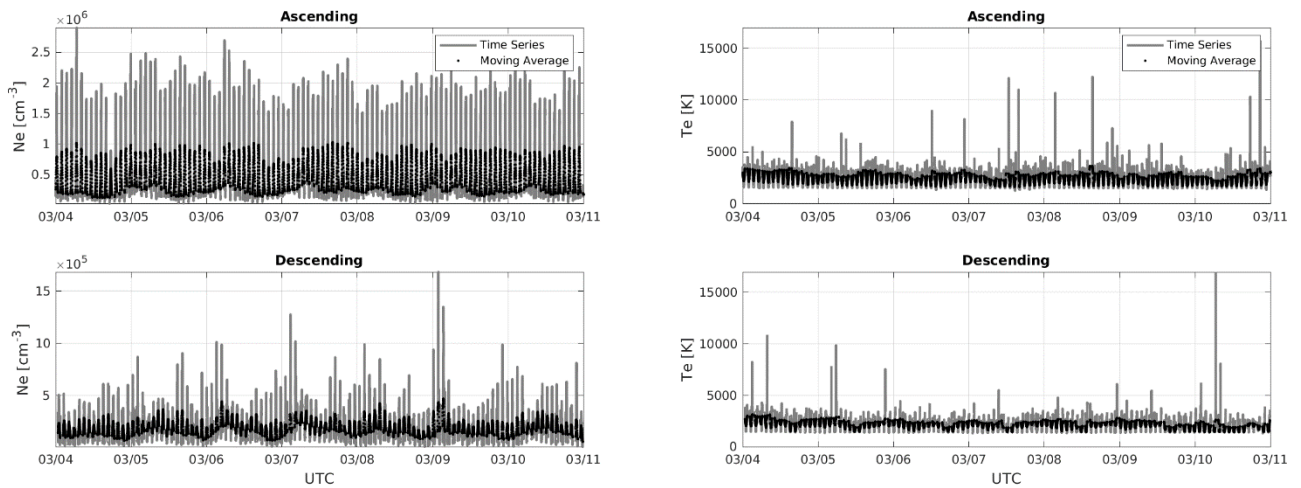 Ascending
×10⁶
Ne [cm⁻³]
2.5
2
1.5
1
0.5
Time Series
Moving Average
03/04 03/05 03/06 03/07 03/08 03/09 03/10 03/11
Ascending
Te [K]
15000
10000
5000
0
Time Series
Moving Average
03/04 03/05 03/06 03/07 03/08 03/09 03/10 03/11
Descending
×10⁵
Ne [cm⁻³]
15
10
5
03/04 03/05 03/06 03/07 03/08 03/09 03/10 03/11
UTC
Descending
Te [K]
15000
10000
5000
0
03/04 03/05 03/06 03/07 03/08 03/09 03/10 03/11
UTC